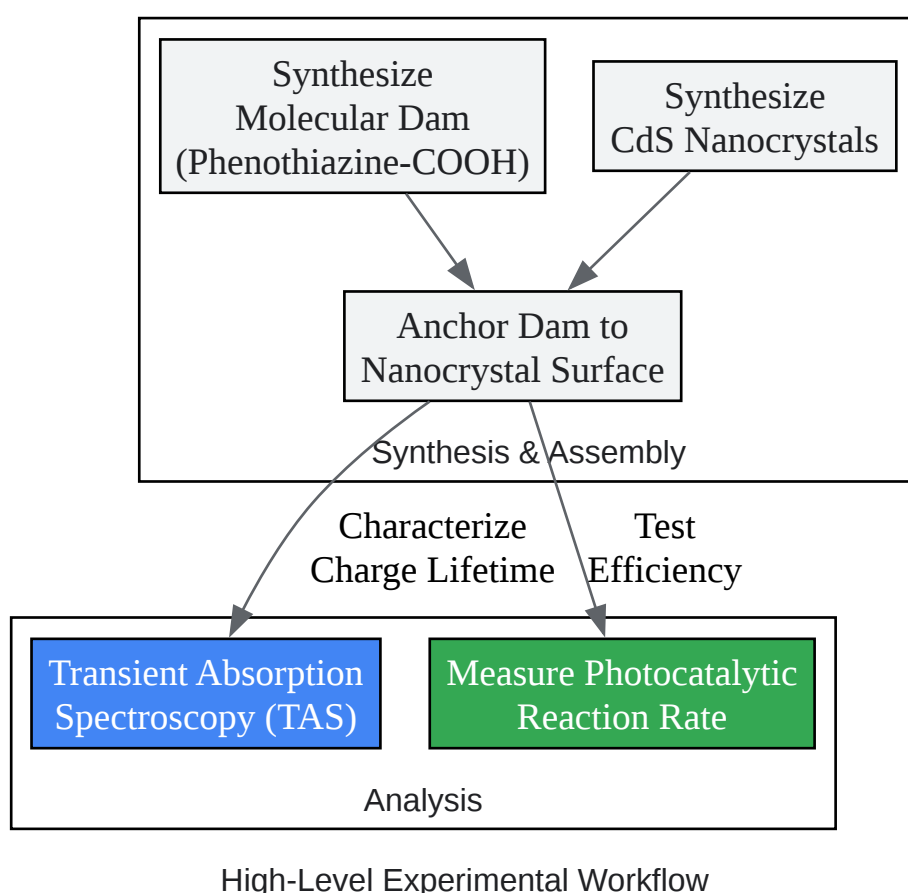 Synthesize
Molecular Dam
(Phenothiazine-COOH)
Synthesize
CdS Nanocrystals
Anchor Dam to
Nanocrystal Surface
Synthesis & Assembly
Characterize
Charge Lifetime
Test
Efficiency
Transient Absorption
Spectroscopy (TAS)
Measure Photocatalytic
Reaction Rate
Analysis
High-Level Experimental Workflow